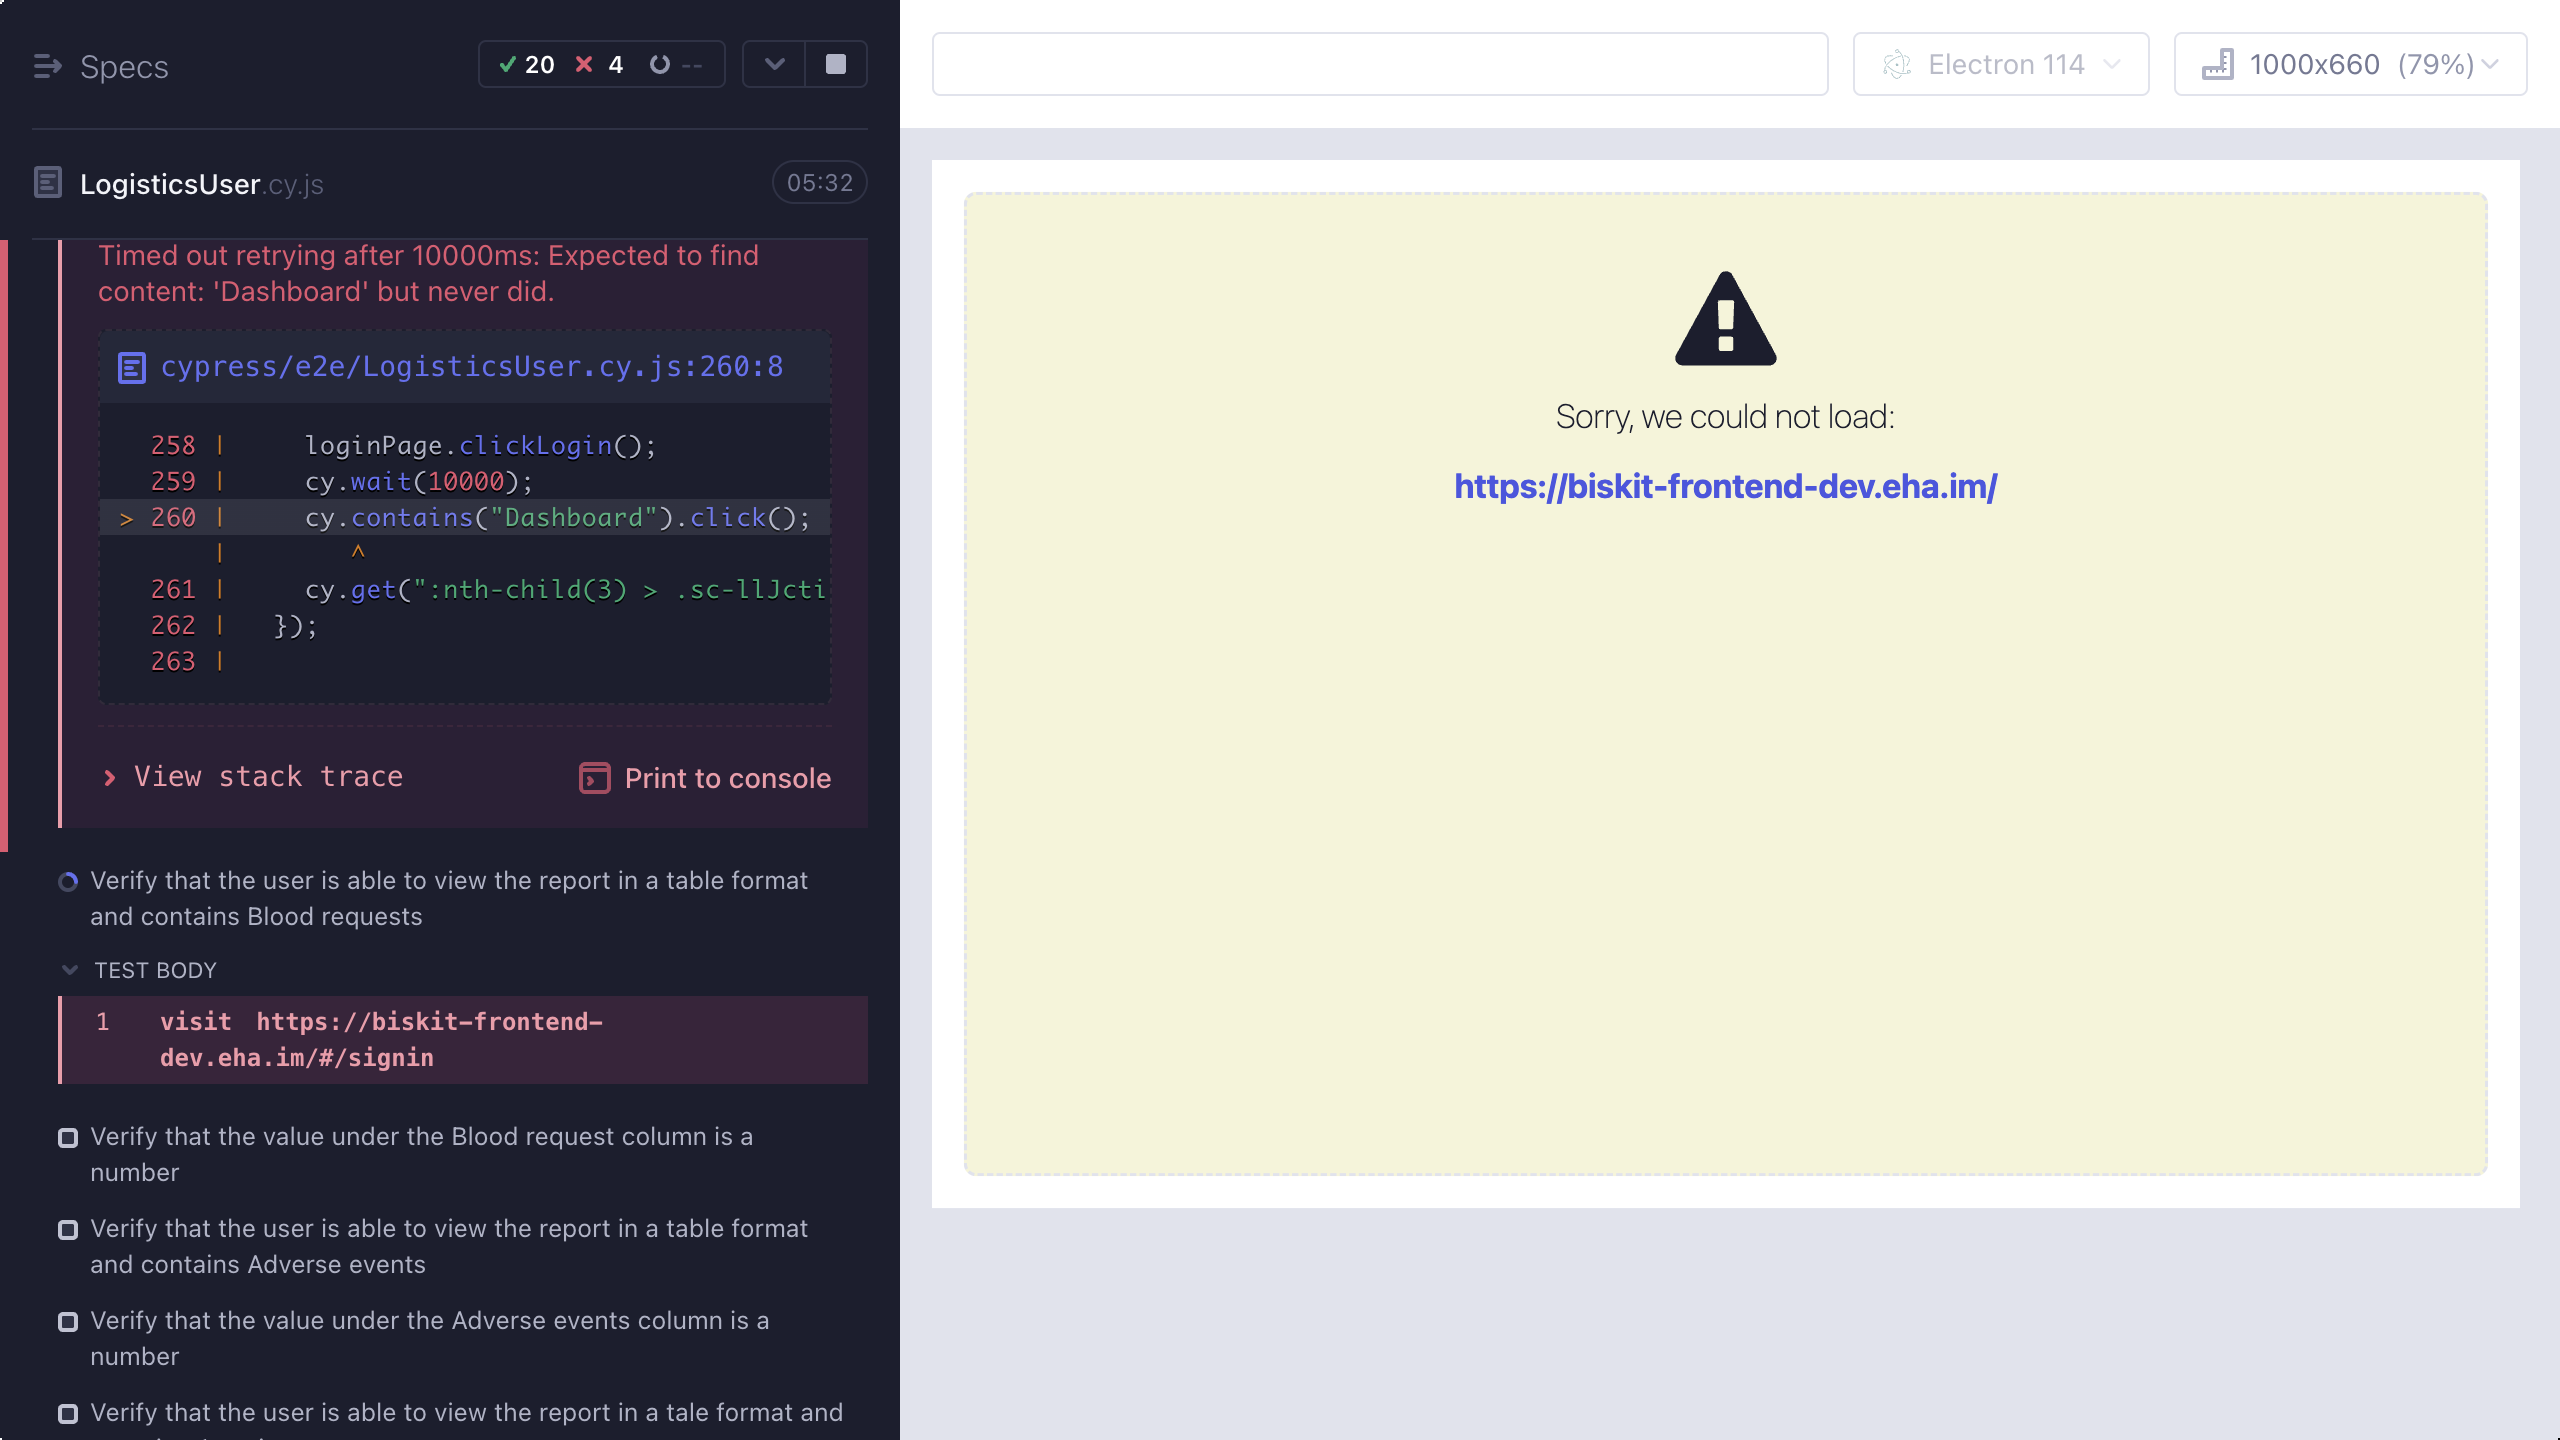 Specs
20 4 --
Electron 114
1000x660 (79%)
LogisticsUser.cy.js
05:32
Timed out retrying after 10000ms: Expected to find
content: 'Dashboard' but never did.
cypress/e2e/LogisticsUser.cy.js:260:8
258 | loginPage.clickLogin();
259 | cy.wait(10000);
> 260 | cy.contains("Dashboard").click();
| ^
261 | cy.get(":nth-child(3) > .sc-llJcti
262 | });
263 |
View stack trace
Print to console
Verify that the user is able to view the report in a table format
and contains Blood requests
TEST BODY
1 visit https://biskit-frontend-
dev.eha.im/#/signin
Verify that the value under the Blood request column is a
number
Verify that the user is able to view the report in a table format
and contains Adverse events
Verify that the value under the Adverse events column is a
number
Verify that the user is able to view the report in a tale format and
Sorry, we could not load:
https://biskit-frontend-dev.eha.im/